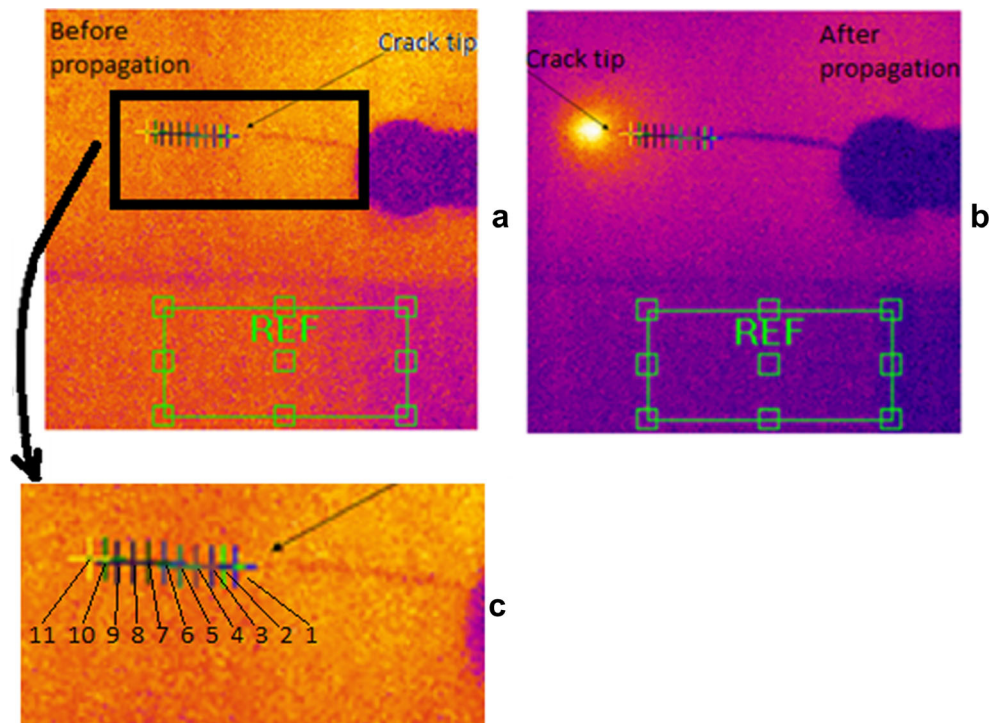 Before
propagation
Crack tip
REF
a
After
propagation
Crack tip
REF
b
11 10 9 8 7 6 5 4 3 2 1
c